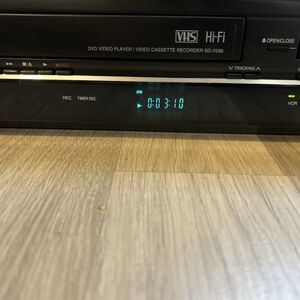 VHS Hi-Fi
OPEN/CLOSE
DVD VIDEO PLAYER / VIDEO CASSETTE RECORDER SD-V296
TRACKING
REC TIMER REC
0:03:10
VCR